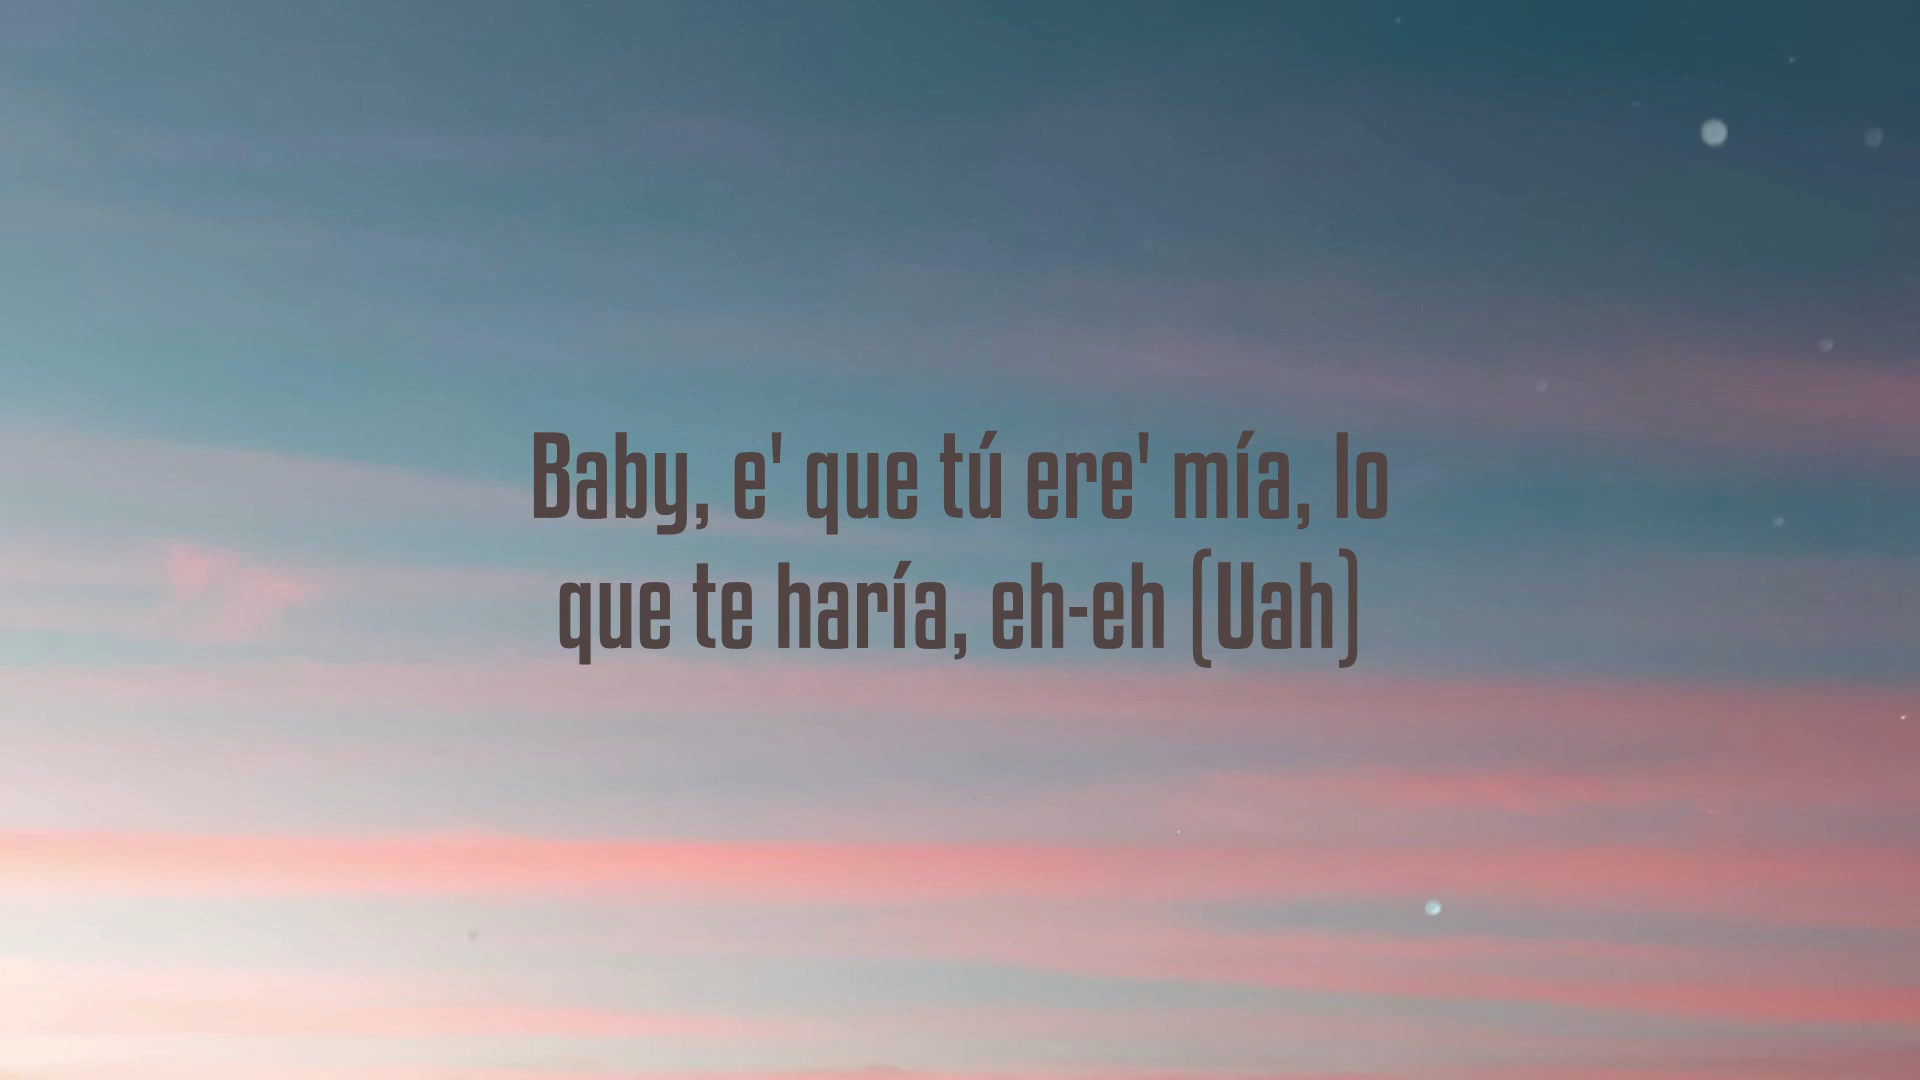 Baby, e' que tú ere' mía, lo
que te haría, eh-eh (Uah)